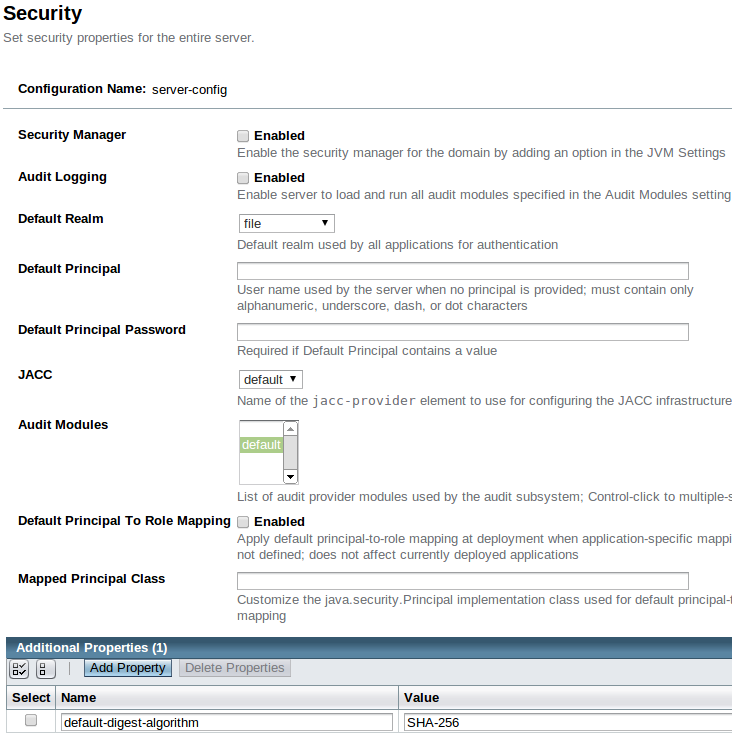 Security
Set security properties for the entire server.
Configuration Name: server-config
Security Manager Enabled
Enable the security manager for the domain by adding an option in the JVM Settings
Audit Logging Enabled
Enable server to load and run all audit modules specified in the Audit Modules setting
Default Realm file
Default realm used by all applications for authentication
Default Principal
User name used by the server when no principal is provided; must contain only
alphanumeric, underscore, dash, or dot characters
Default Principal Password
Required if Default Principal contains a value
JACC default
Name of the jacc-provider element to use for configuring the JACC infrastructure
Audit Modules
default
List of audit provider modules used by the audit subsystem; Control-click to multiple-s
Default Principal To Role Mapping Enabled
Apply default principal-to-role mapping at deployment when application-specific mappi
not defined; does not affect currently deployed applications
Mapped Principal Class
Customize the java.security.Principal implementation class used for default principal-t
mapping
Additional Properties (1)
Add Property Delete Properties
Select Name Value
default-digest-algorithm SHA-256